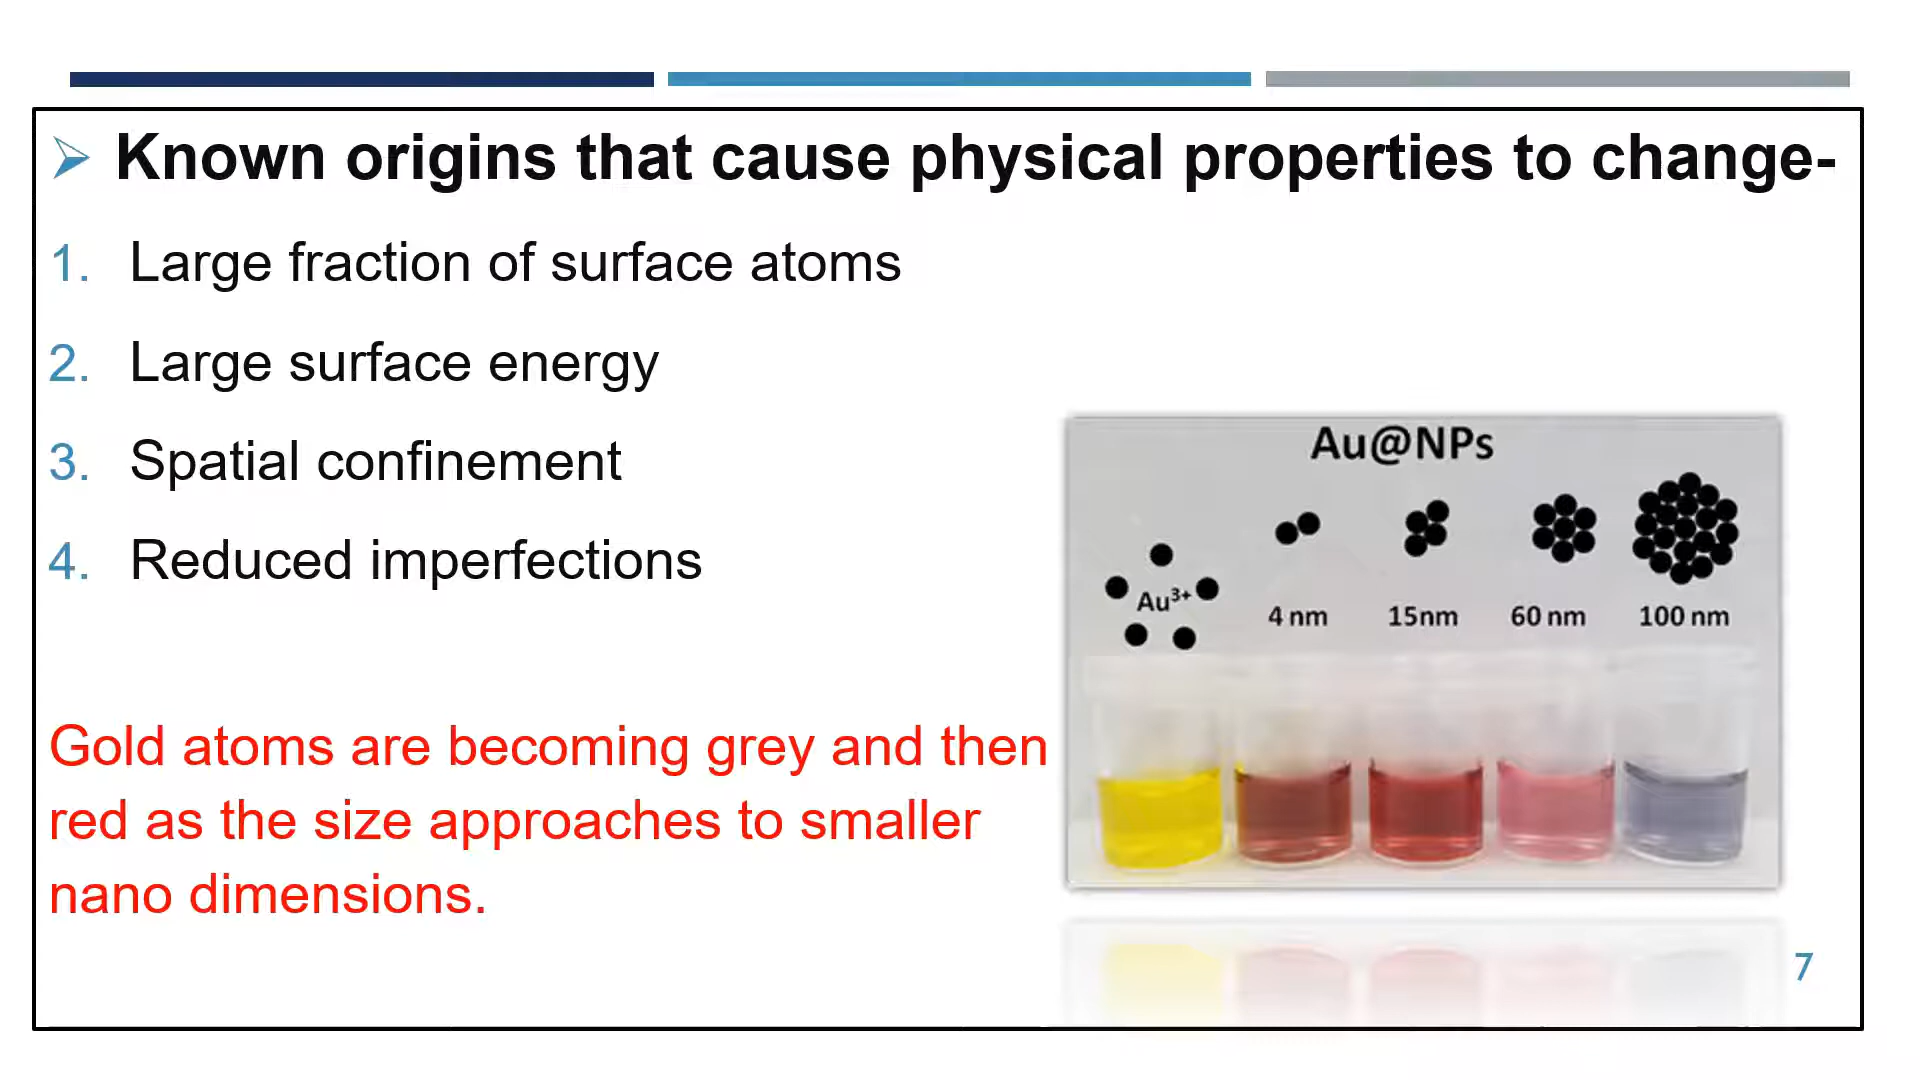 Known origins that cause physical properties to change-
1. Large fraction of surface atoms
2. Large surface energy
3. Spatial confinement
4. Reduced imperfections
Gold atoms are becoming grey and then
red as the size approaches to smaller
nano dimensions.
Au@NPs
Au³⁺
4 nm
15nm
60 nm
100 nm
7